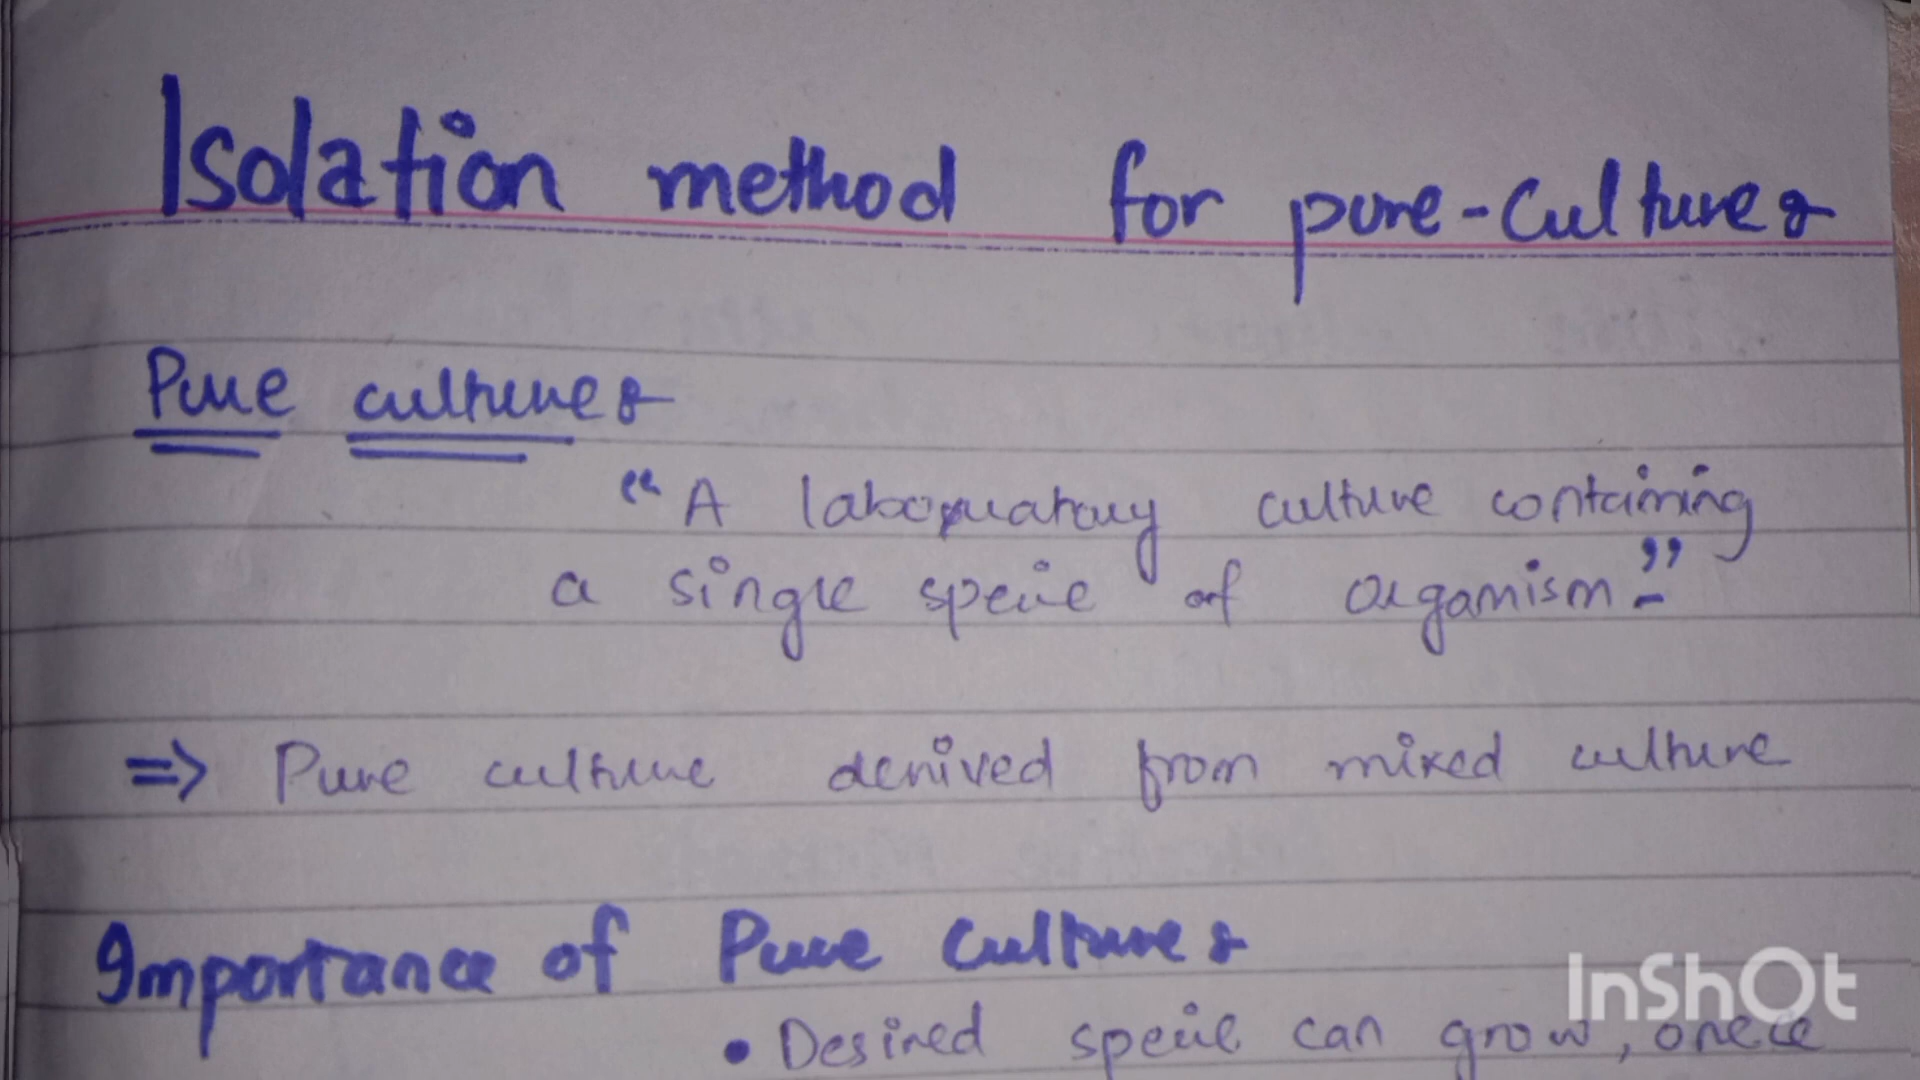 Isolation method for pure-culture:
Pure culture:
"A laboratory culture containing
a single specie of organism."
=> Pure culture derived from mixed culture
Importance of Pure Culture:
• Desired specie can grow, onece
InShOt